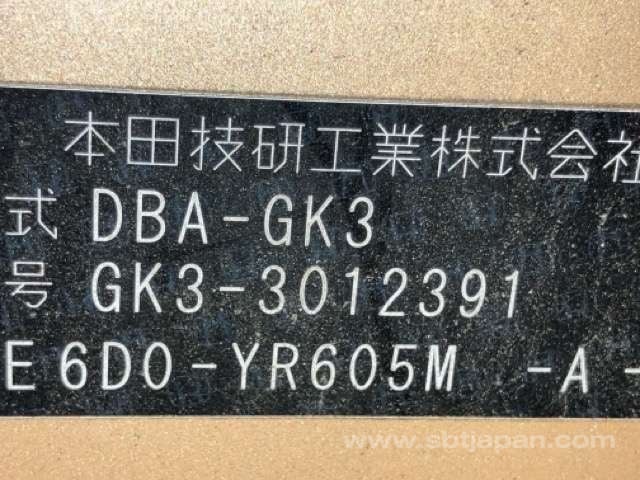 本田技研工業株式会社
式 DBA-GK3
号 GK3-3012391
E6D0-YR605M -A-
www.sbtjapan.com